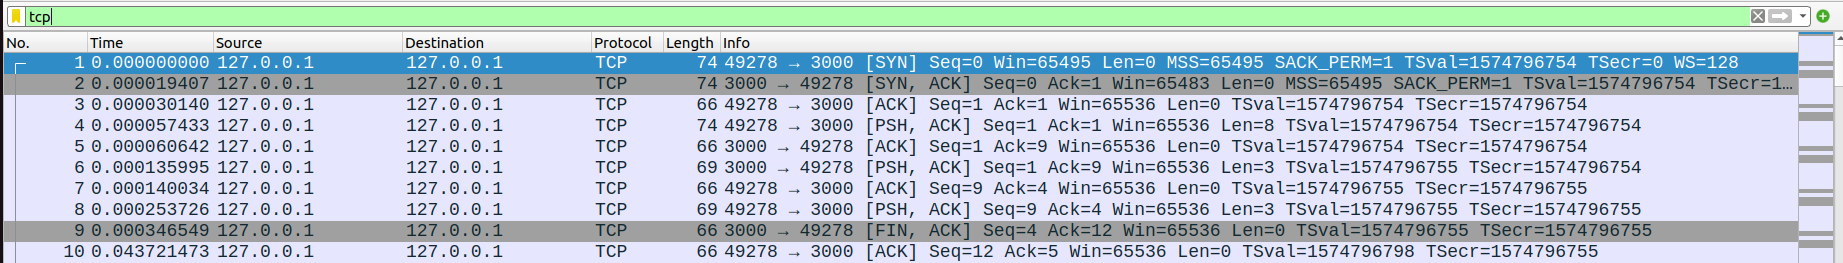 tcp
No. Time Source Destination Protocol Length Info
1 0.000000000 127.0.0.1 127.0.0.1 TCP 74 49278 → 3000 [SYN] Seq=0 Win=65495 Len=0 MSS=65495 SACK_PERM=1 TSval=1574796754 TSecr=0 WS=128
2 0.000019407 127.0.0.1 127.0.0.1 TCP 74 3000 → 49278 [SYN, ACK] Seq=0 Ack=1 Win=65483 Len=0 MSS=65495 SACK_PERM=1 TSval=1574796754 TSecr=1…
3 0.000030140 127.0.0.1 127.0.0.1 TCP 66 49278 → 3000 [ACK] Seq=1 Ack=1 Win=65536 Len=0 TSval=1574796754 TSecr=1574796754
4 0.000057433 127.0.0.1 127.0.0.1 TCP 74 49278 → 3000 [PSH, ACK] Seq=1 Ack=1 Win=65536 Len=8 TSval=1574796754 TSecr=1574796754
5 0.000060642 127.0.0.1 127.0.0.1 TCP 66 3000 → 49278 [ACK] Seq=1 Ack=9 Win=65536 Len=0 TSval=1574796754 TSecr=1574796754
6 0.000135995 127.0.0.1 127.0.0.1 TCP 69 3000 → 49278 [PSH, ACK] Seq=1 Ack=9 Win=65536 Len=3 TSval=1574796755 TSecr=1574796754
7 0.000140034 127.0.0.1 127.0.0.1 TCP 66 49278 → 3000 [ACK] Seq=9 Ack=4 Win=65536 Len=0 TSval=1574796755 TSecr=1574796755
8 0.000253726 127.0.0.1 127.0.0.1 TCP 69 49278 → 3000 [PSH, ACK] Seq=9 Ack=4 Win=65536 Len=3 TSval=1574796755 TSecr=1574796755
9 0.000346549 127.0.0.1 127.0.0.1 TCP 66 3000 → 49278 [FIN, ACK] Seq=4 Ack=12 Win=65536 Len=0 TSval=1574796755 TSecr=1574796755
10 0.043721473 127.0.0.1 127.0.0.1 TCP 66 49278 → 3000 [ACK] Seq=12 Ack=5 Win=65536 Len=0 TSval=1574796798 TSecr=1574796755